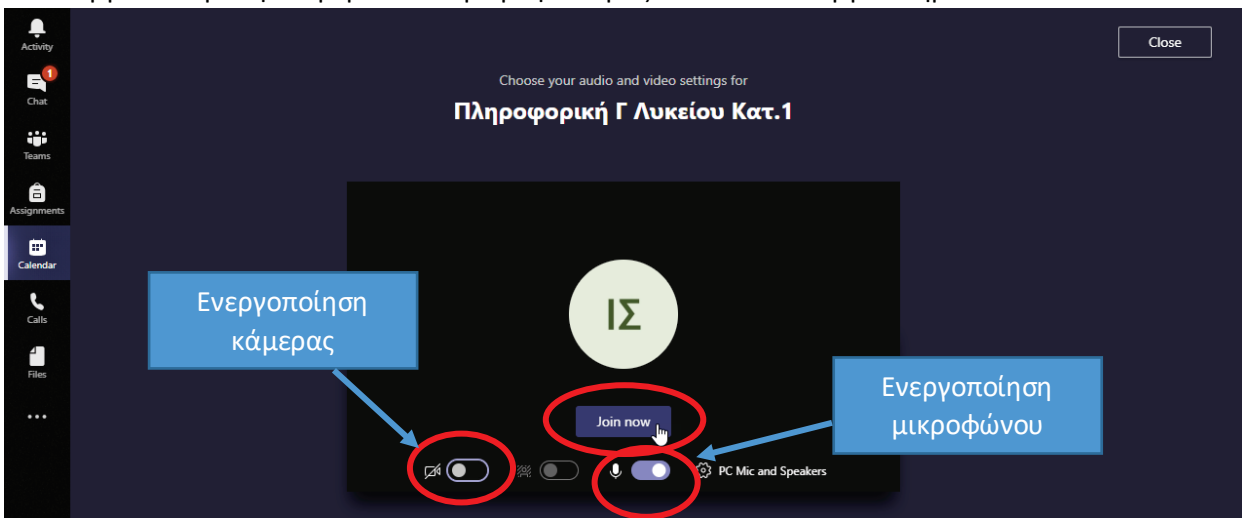 Activity
Close
1
Chat
Choose your audio and video settings for
Πληροφορική Γ Λυκείου Κατ.1
Teams
Assignments
Calendar
Ενεργοποίηση
κάμερας
ΙΣ
Calls
Files
Ενεργοποίηση
μικροφώνου
Join now
PC Mic and Speakers